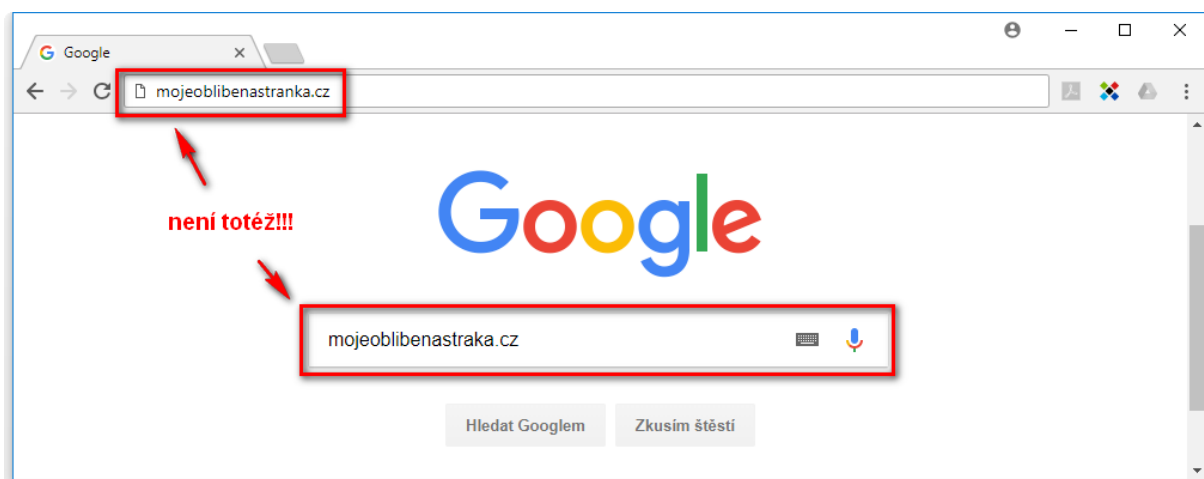 Google
mojeoblibenastranka.cz
Google
není totéž!!!
mojeoblibenastraka.cz
Hledat Googlem
Zkusím štěstí